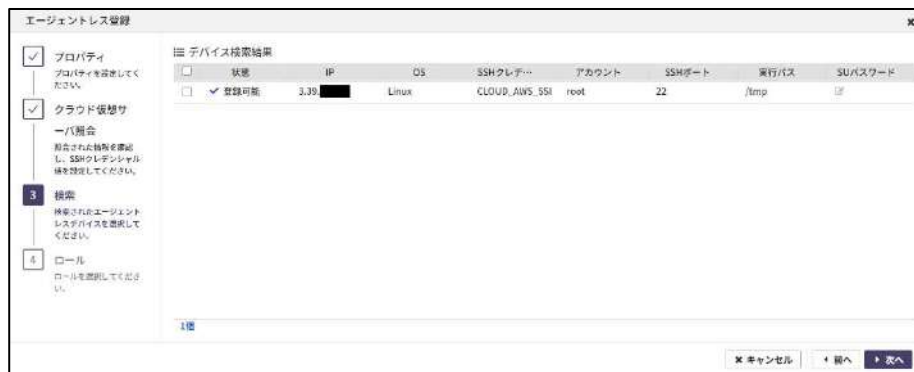 エージェントレス登録
プロパティ
プロパティを設定してく
ださい。
クラウド仮想サ
ーバ照会
照会された情報を確認
し、SSHクレデンシャル
値を設定してください。
3 検索
検索されたエージェント
レスデバイスを選択して
ください。
4 ロール
ロールを選択してくださ
い。
デバイス検索結果
状態 IP OS SSHクレデ… アカウント SSHポート 実行パス SUパスワード
登録可能 3.39. Linux CLOUD_AWS_SSI root 22 /tmp
1個
キャンセル 前へ 次へ